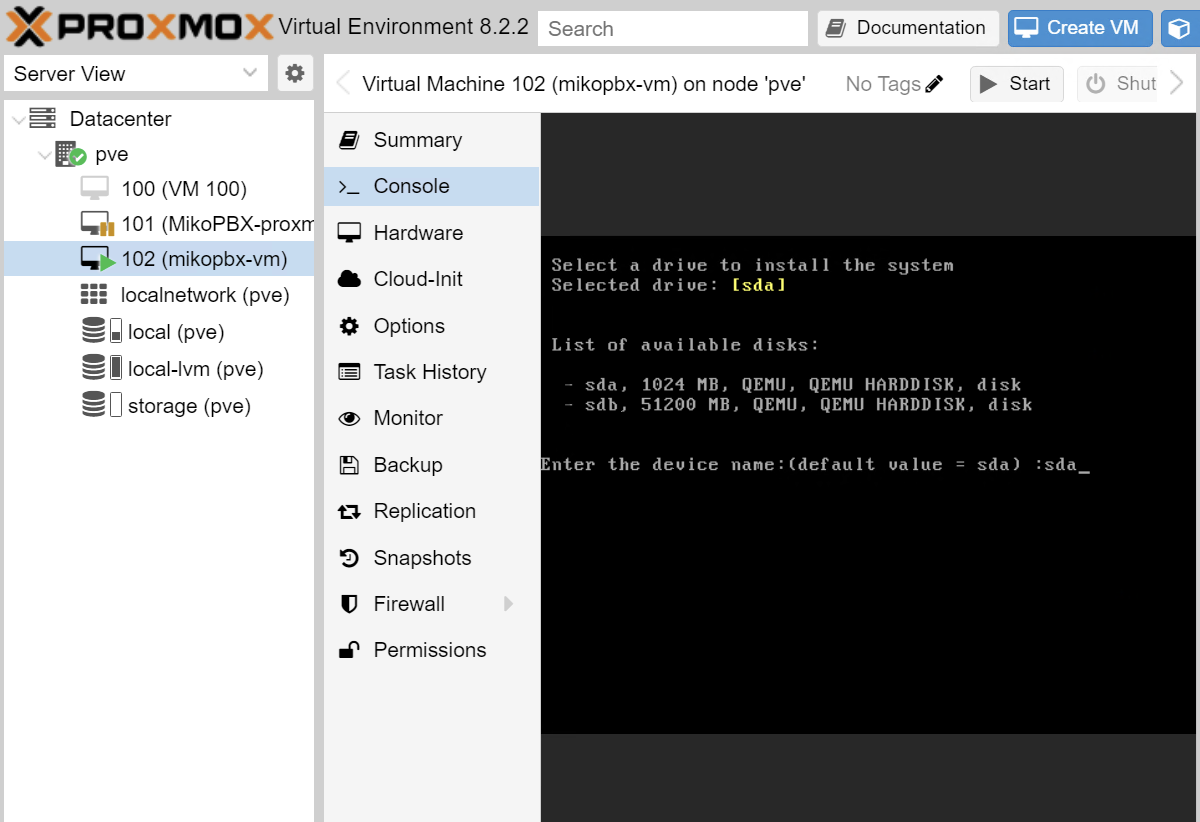 PROXMOX Virtual Environment 8.2.2 Search Documentation Create VM
Server View
Datacenter
pve
100 (VM 100)
101 (MikoPBX-proxm
102 (mikopbx-vm)
localnetwork (pve)
local (pve)
local-lvm (pve)
storage (pve)
Virtual Machine 102 (mikopbx-vm) on node 'pve' No Tags Start Shut
Summary
Console
Hardware
Cloud-Init
Options
Task History
Monitor
Backup
Replication
Snapshots
Firewall
Permissions
Select a drive to install the system
Selected drive: [sda]
List of available disks:
- sda, 1024 MB, QEMU, QEMU HARDDISK, disk
- sdb, 51200 MB, QEMU, QEMU HARDDISK, disk
Enter the device name:(default value = sda) :sda_